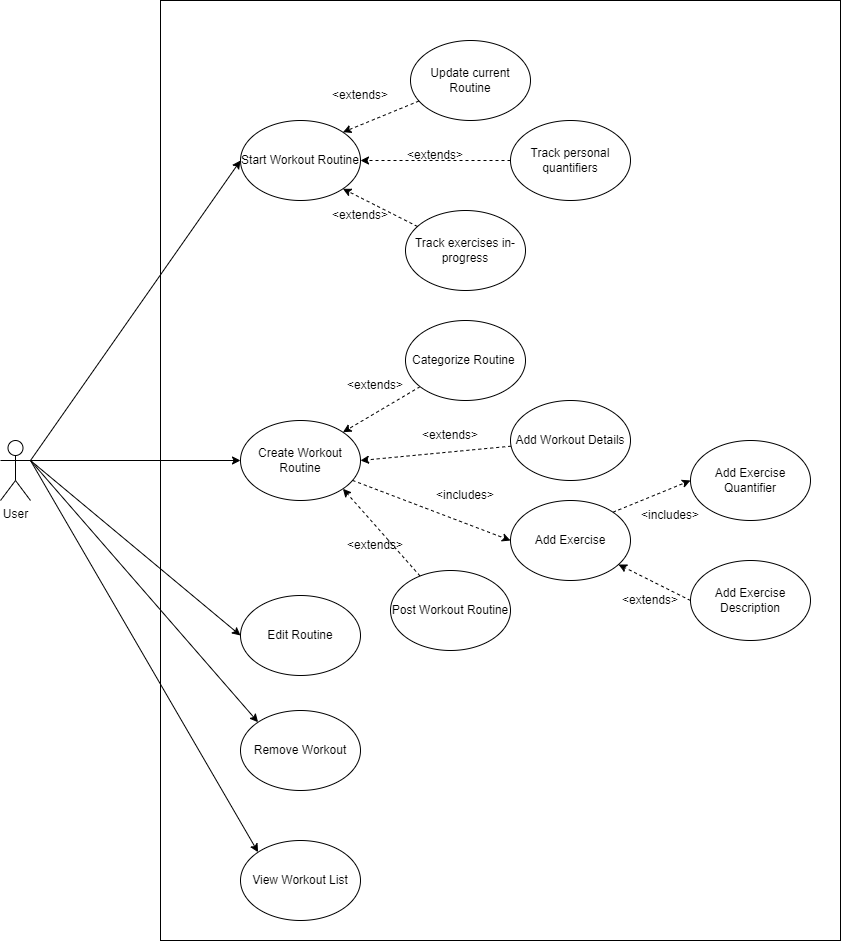 Update current
Routine
<extends>
Start Workout Routine
<extends>
Track personal
quantifiers
<extends>
Track exercises in-
progress
Categorize Routine
<extends>
Create Workout
Routine
<extends>
Add Workout Details
<includes>
Add Exercise
Add Exercise
Quantifier
<includes>
User
<extends>
Post Workout Routine
<extends>
Add Exercise
Description
Edit Routine
Remove Workout
View Workout List